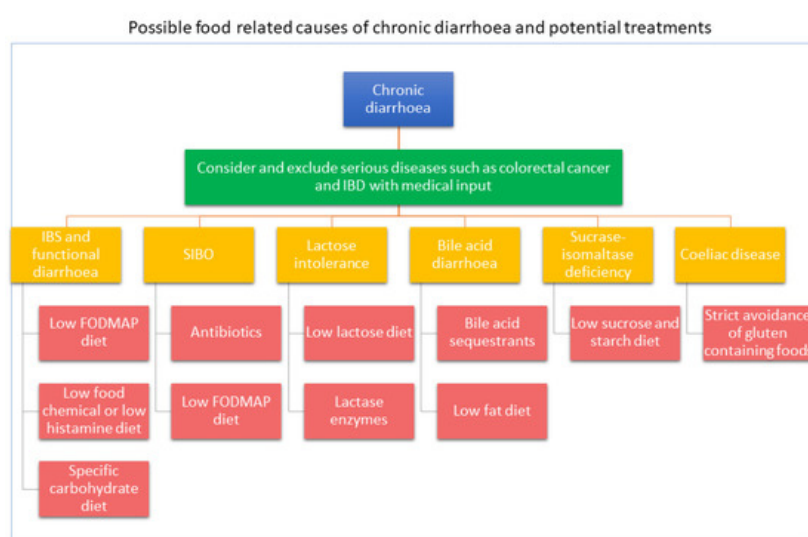 Possible food related causes of chronic diarrhoea and potential treatments
Chronic
diarrhoea
Consider and exclude serious diseases such as colorectal cancer
and IBD with medical input
IBS and
functional
diarrhoea
SIBO
Lactose
intolerance
Bile acid
diarrhoea
Sucrase-
isomaltase
deficiency
Coeliac disease
Low FODMAP
diet
Antibiotics
Low lactose diet
Bile acid
sequestrants
Low sucrose and
starch diet
Strict avoidance
of gluten
containing foods
Low food
chemical or low
histamine diet
Low FODMAP
diet
Lactase
enzymes
Low fat diet
Specific
carbohydrate
diet